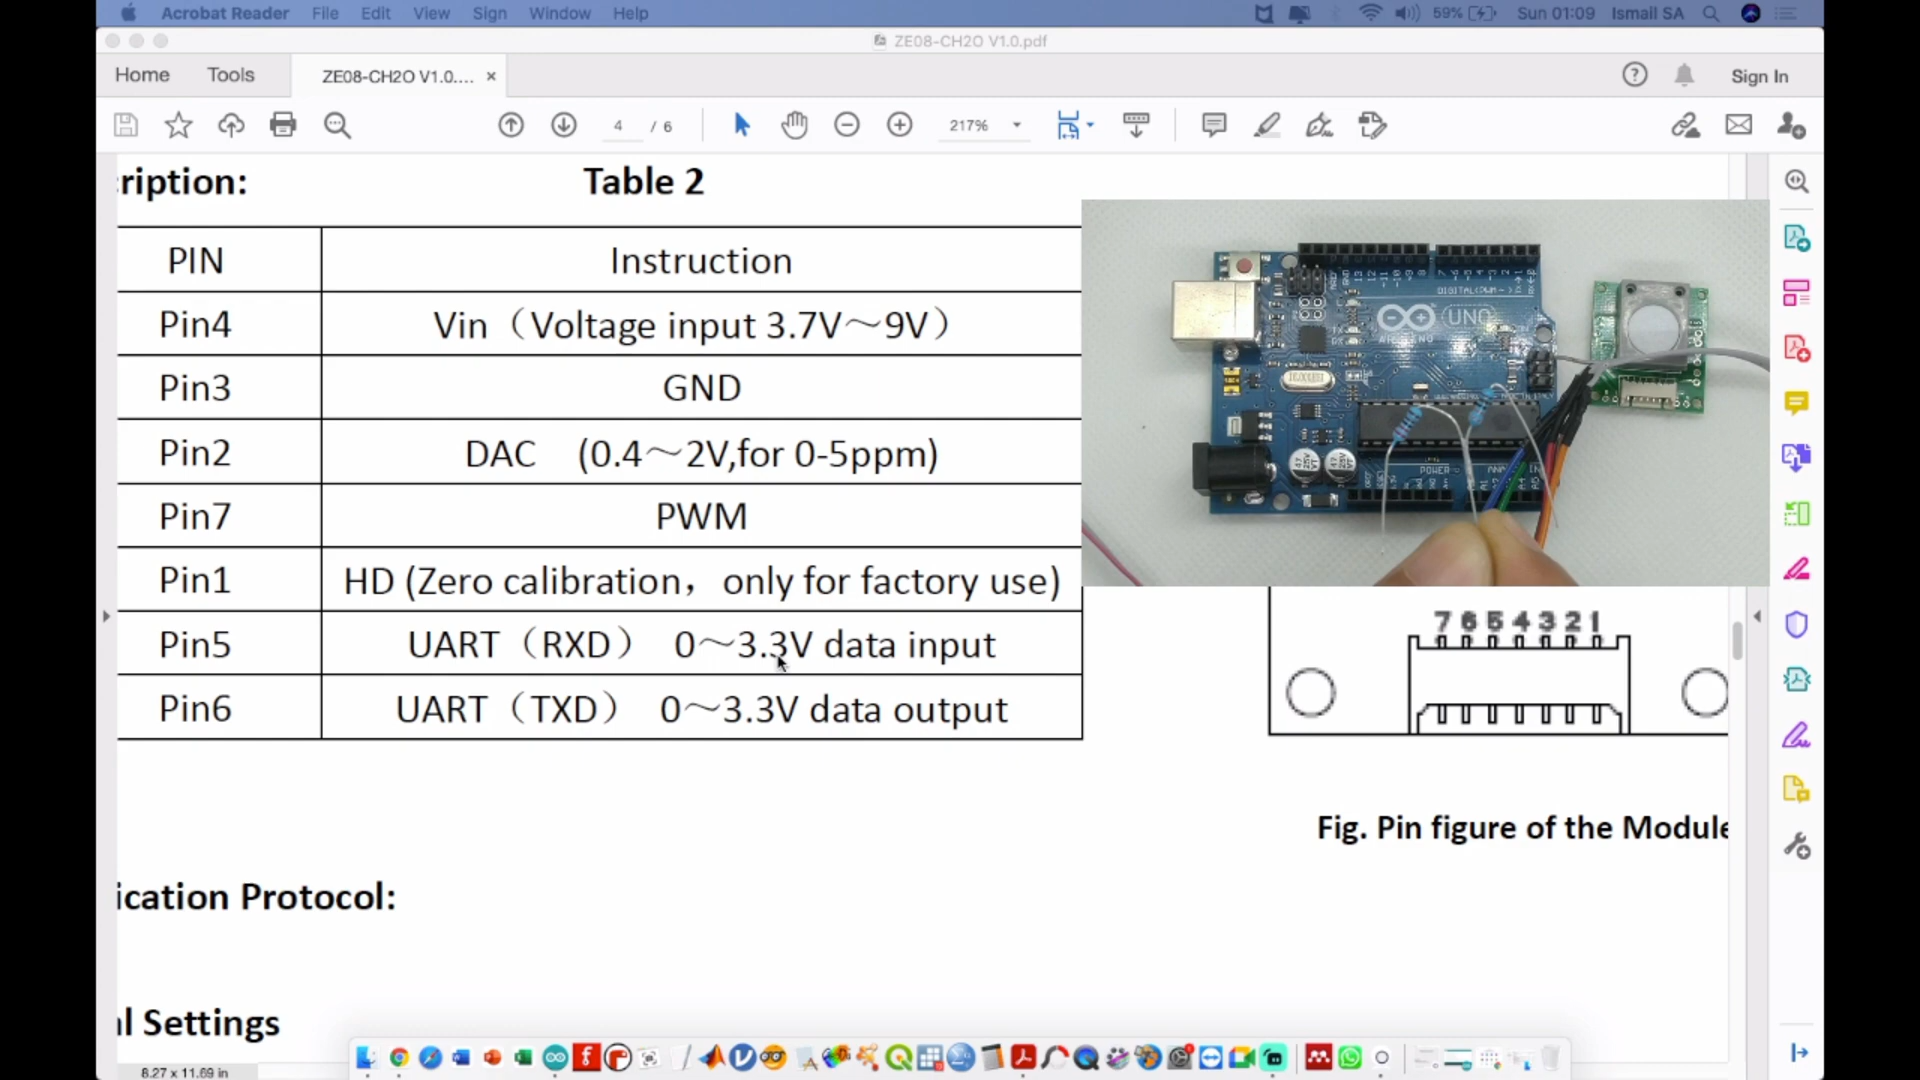 Acrobat Reader File Edit View Sign Window Help 59% Sun 01:09 Ismail SA
ZE08-CH2O V1.0.pdf
Home Tools ZE08-CH2O V1.0.... × Sign In
4 / 6 217%
cription: Table 2
PIN Instruction
Pin4 Vin（Voltage input 3.7V～9V）
Pin3 GND
Pin2 DAC (0.4～2V,for 0-5ppm)
Pin7 PWM
Pin1 HD (Zero calibration，only for factory use)
Pin5 UART（RXD） 0～3.3V data input
Pin6 UART（TXD） 0～3.3V data output
DIGITAL (PWM~)
UNO
ARDUINO
POWER
7 6 5 4 3 2 1
Fig. Pin figure of the Module
ication Protocol:
al Settings
8.27 x 11.69 in